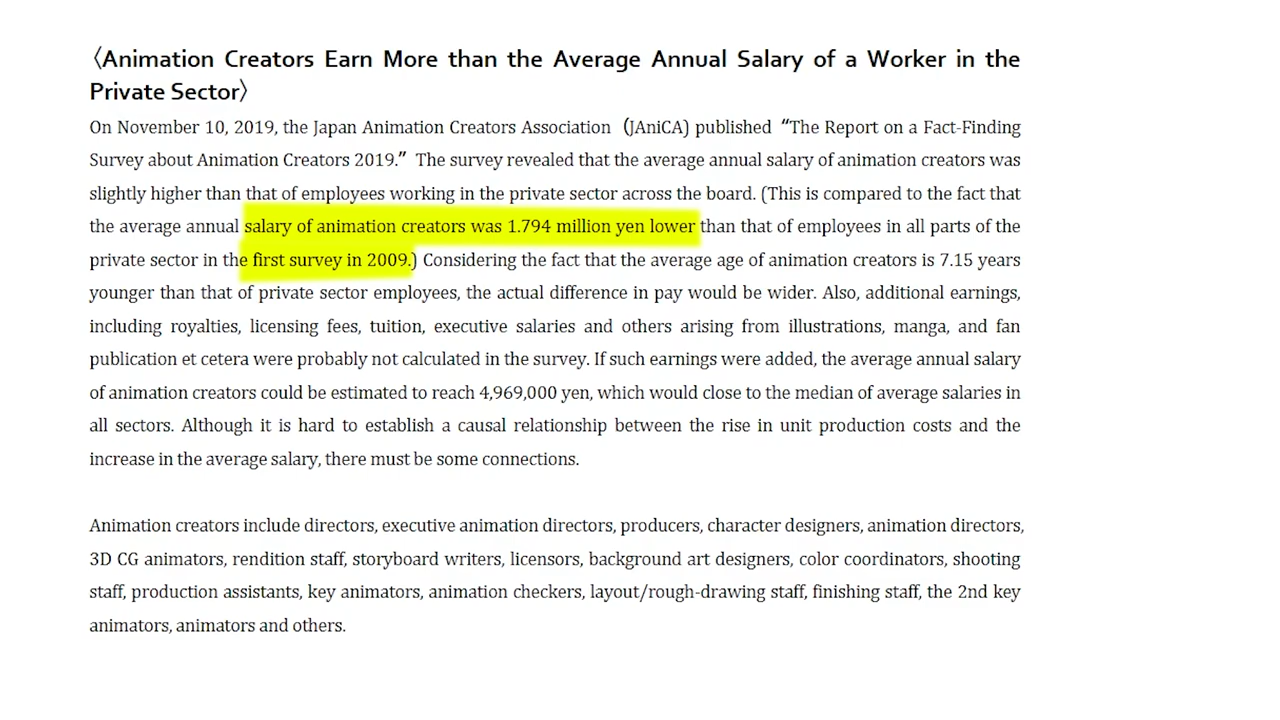 〈Animation Creators Earn More than the Average Annual Salary of a Worker in the
Private Sector〉
On November 10, 2019, the Japan Animation Creators Association (JAniCA) published “The Report on a Fact-Finding
Survey about Animation Creators 2019.” The survey revealed that the average annual salary of animation creators was
slightly higher than that of employees working in the private sector across the board. (This is compared to the fact that
the average annual salary of animation creators was 1.794 million yen lower than that of employees in all parts of the
private sector in the first survey in 2009.) Considering the fact that the average age of animation creators is 7.15 years
younger than that of private sector employees, the actual difference in pay would be wider. Also, additional earnings,
including royalties, licensing fees, tuition, executive salaries and others arising from illustrations, manga, and fan
publication et cetera were probably not calculated in the survey. If such earnings were added, the average annual salary
of animation creators could be estimated to reach 4,969,000 yen, which would close to the median of average salaries in
all sectors. Although it is hard to establish a causal relationship between the rise in unit production costs and the
increase in the average salary, there must be some connections.
Animation creators include directors, executive animation directors, producers, character designers, animation directors,
3D CG animators, rendition staff, storyboard writers, licensors, background art designers, color coordinators, shooting
staff, production assistants, key animators, animation checkers, layout/rough-drawing staff, finishing staff, the 2nd key
animators, animators and others.